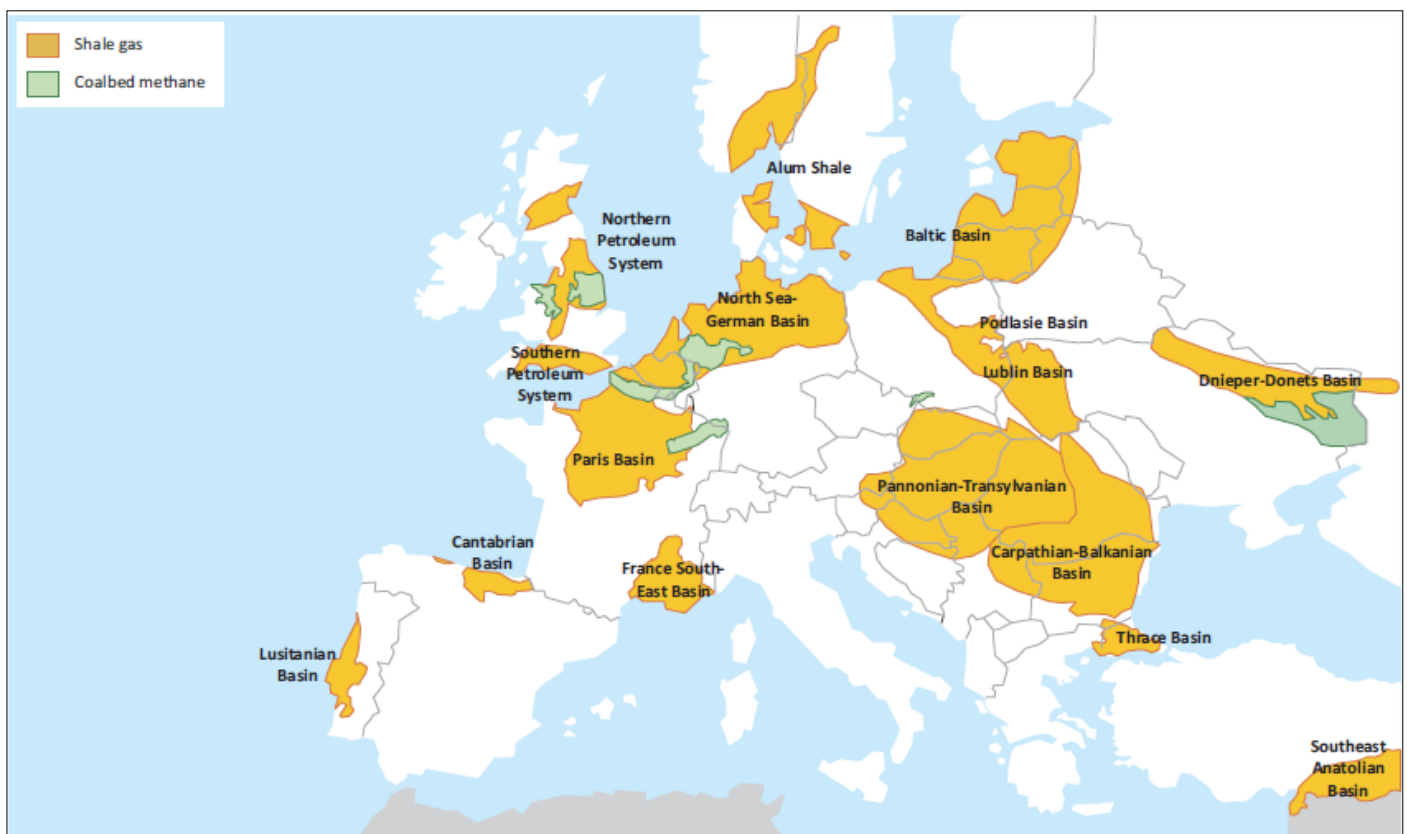 Shale gas
Coalbed methane
Alum Shale
Northern
Petroleum
System
Baltic Basin
North Sea-
German Basin
Podlasie Basin
Southern
Petroleum
System
Lublin Basin
Dnieper-Donets Basin
Paris Basin
Pannonian-Transylvanian
Basin
Cantabrian
Basin
France South-
East Basin
Carpathian-Balkanian
Basin
Thrace Basin
Lusitanian
Basin
Southeast
Anatolian
Basin